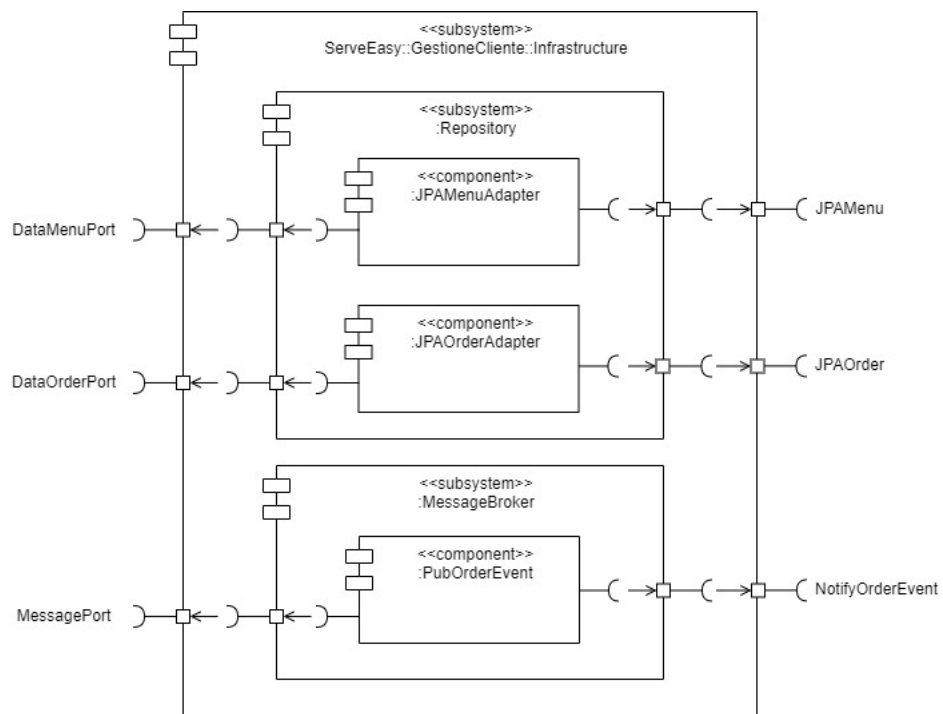 <<subsystem>>
ServeEasy::GestioneCliente::Infrastructure
<<subsystem>>
:Repository
<<component>>
:JPAMenuAdapter
DataMenuPort
JPAMenu
<<component>>
:JPAOrderAdapter
DataOrderPort
JPAOrder
<<subsystem>>
:MessageBroker
<<component>>
:PubOrderEvent
MessagePort
NotifyOrderEvent